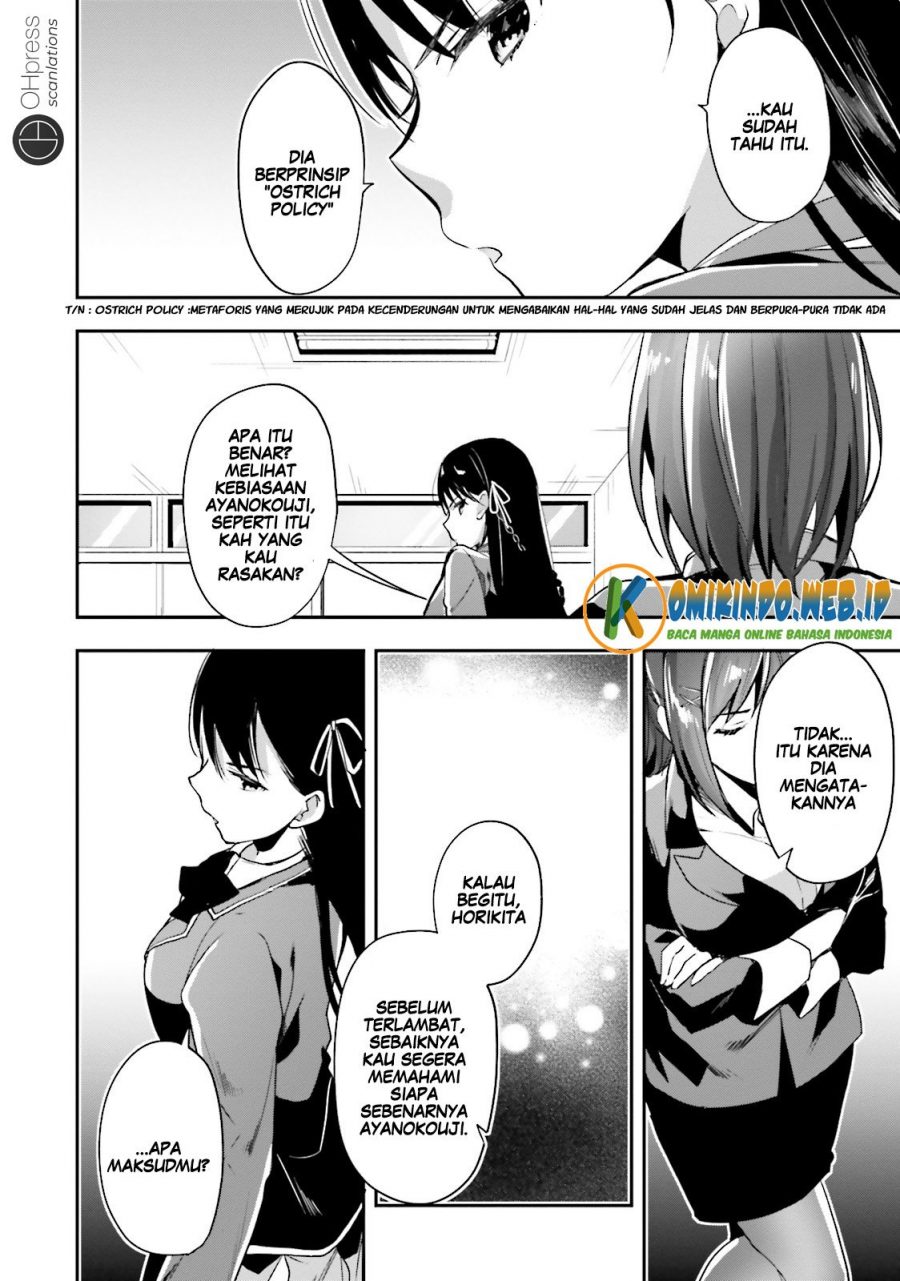 OHpress
scanlations
...KAU
SUDAH
TAHU ITU.
DIA
BERPRINSIP
"OSTRICH
POLICY"
T/N : OSTRICH POLICY :METAFORIS YANG MERUJUK PADA KECENDERUNGAN UNTUK MENGABAIKAN HAL-HAL YANG SUDAH JELAS DAN BERPURA-PURA TIDAK ADA
APA ITU
BENAR?
MELIHAT
KEBIASAAN
AYANOKOUJI,
SEPERTI ITU
KAH YANG
KAU
RASAKAN?
KOMIKINDO.WEB.ID
BACA MANGA ONLINE BAHASA INDONESIA
TIDAK...
ITU KARENA
DIA
MENGATA-
KANNYA
KALAU
BEGITU,
HORIKITA
SEBELUM
TERLAMBAT,
SEBAIKNYA
KAU SEGERA
MEMAHAMI
SIAPA
SEBENARNYA
AYANOKOUJI.
...APA
MAKSUDMU?